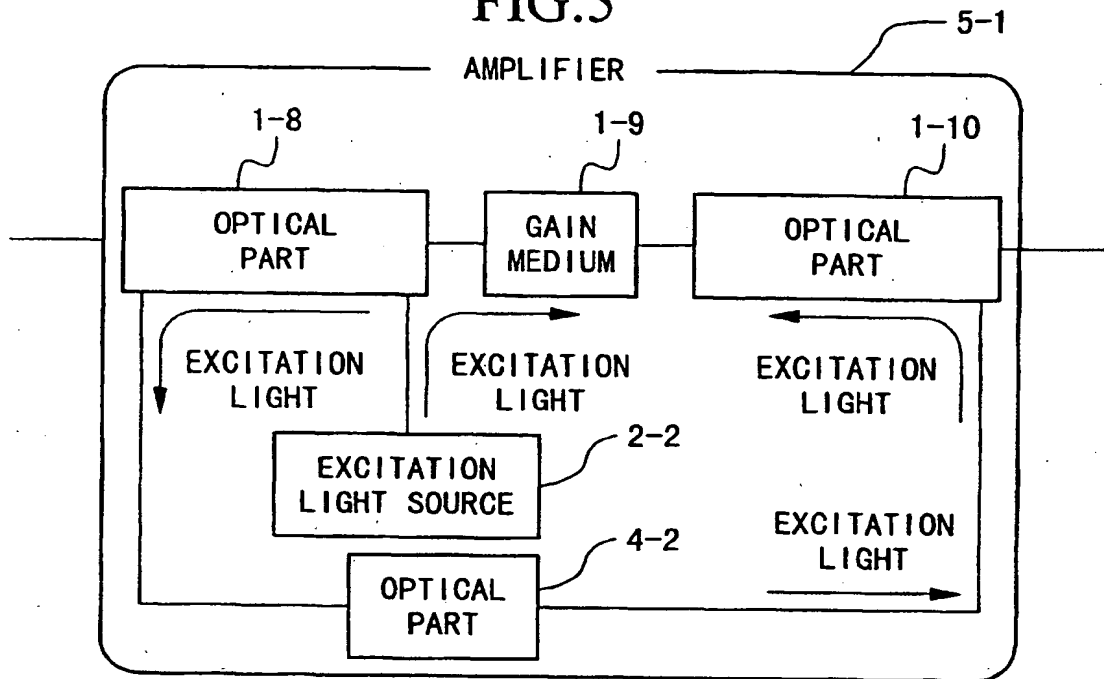 FIG.5
5-1
AMPLIFIER
1-8
1-9
1-10
OPTICAL
PART
GAIN
MEDIUM
OPTICAL
PART
EXCITATION
LIGHT
EXCITATION
LIGHT
EXCITATION
LIGHT
2-2
EXCITATION
LIGHT SOURCE
4-2
EXCITATION
LIGHT
OPTICAL
PART